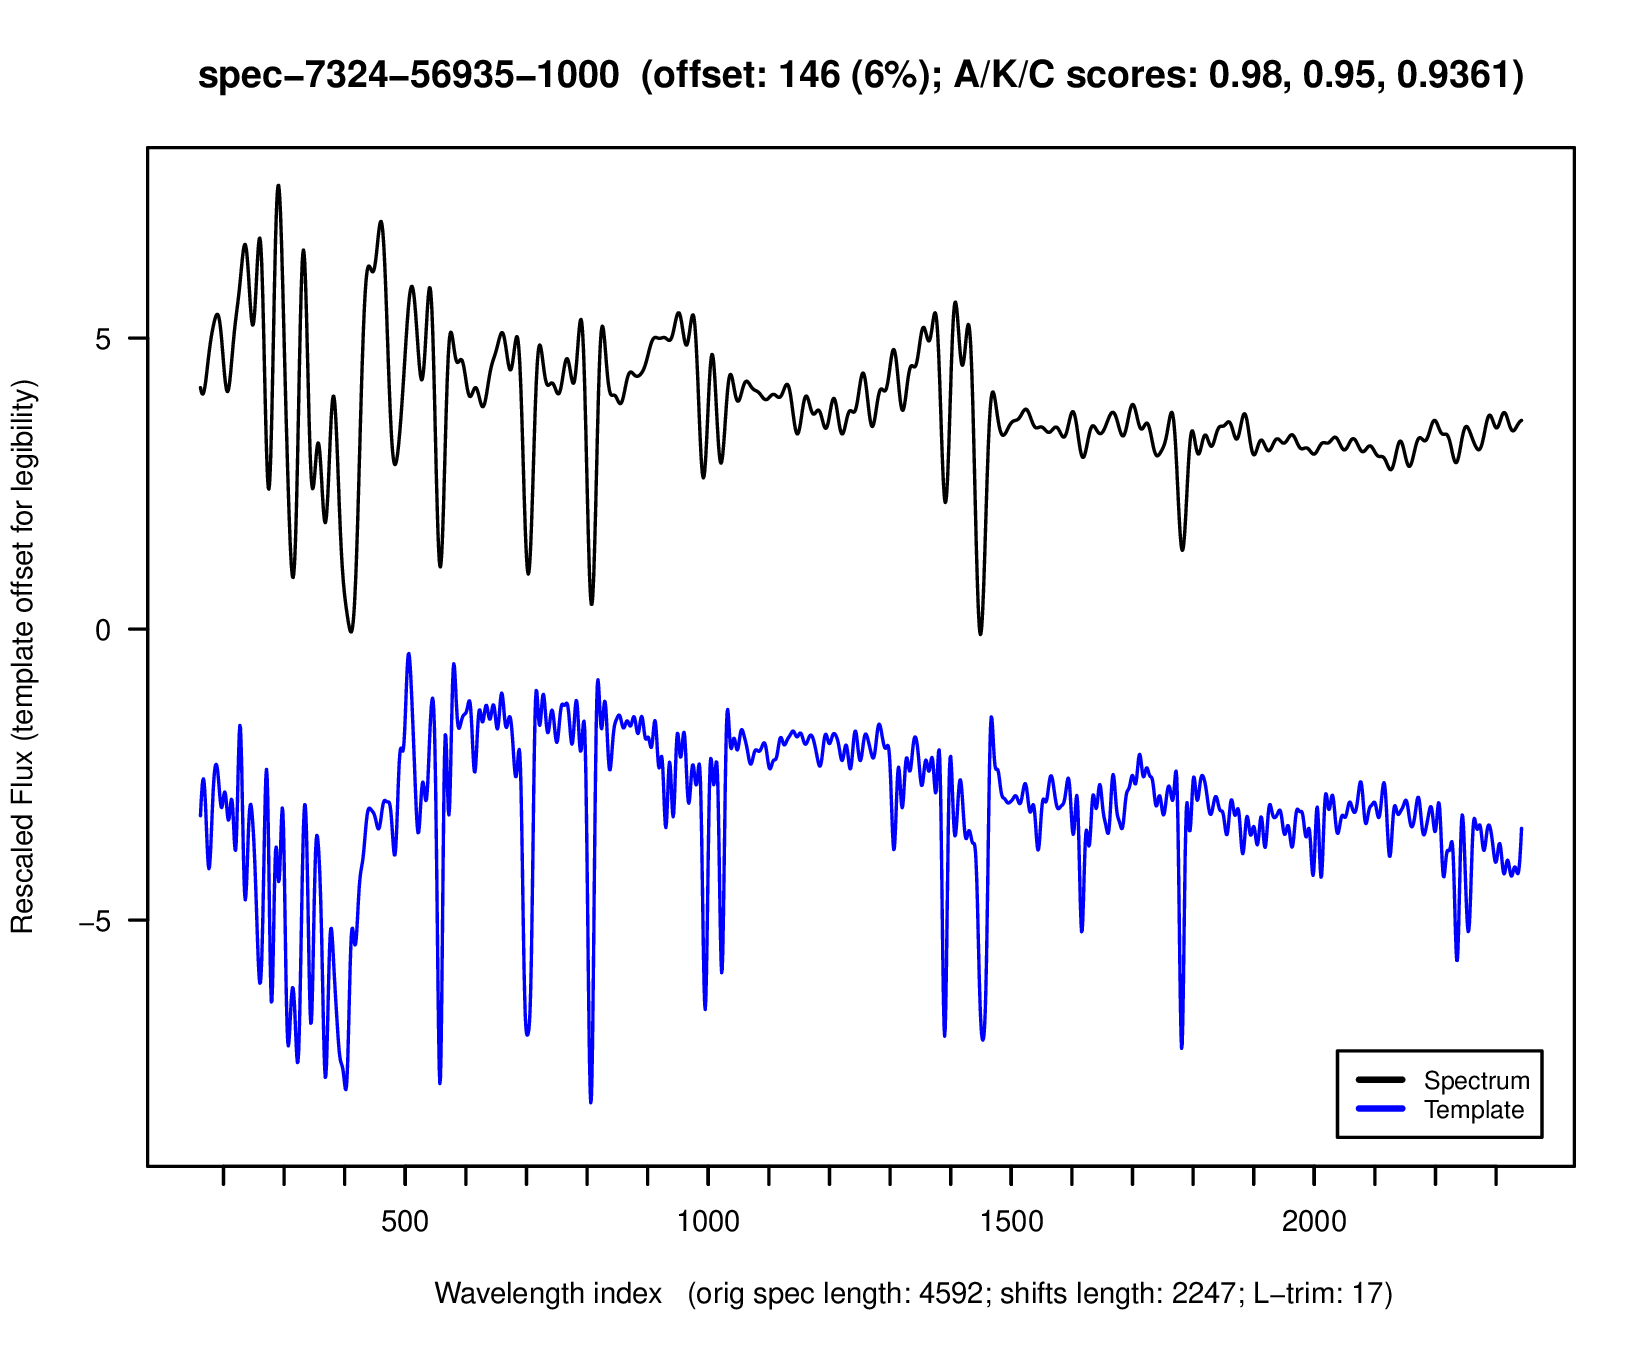 spec−7324−56935−1000  (offset: 146 (6%); A/K/C scores: 0.98, 0.95, 0.9361)
Rescaled Flux (template offset for legibility)
5
0
−5
Spectrum
Template
500 1000 1500 2000
Wavelength index   (orig spec length: 4592; shifts length: 2247; L−trim: 17)